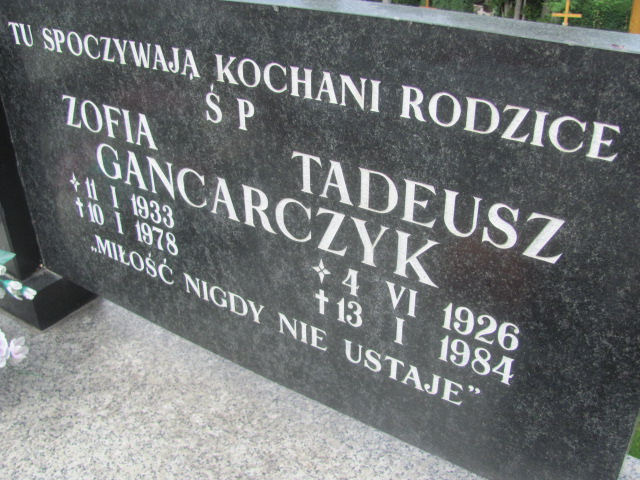 TU SPOCZYWAJĄ KOCHANI RODZICE
Ś P
ZOFIA TADEUSZ
GANCARCZYK
11 I 1933
10 I 1978
4 VI 1926
13 I 1984
„MIŁOŚĆ NIGDY NIE USTAJE”